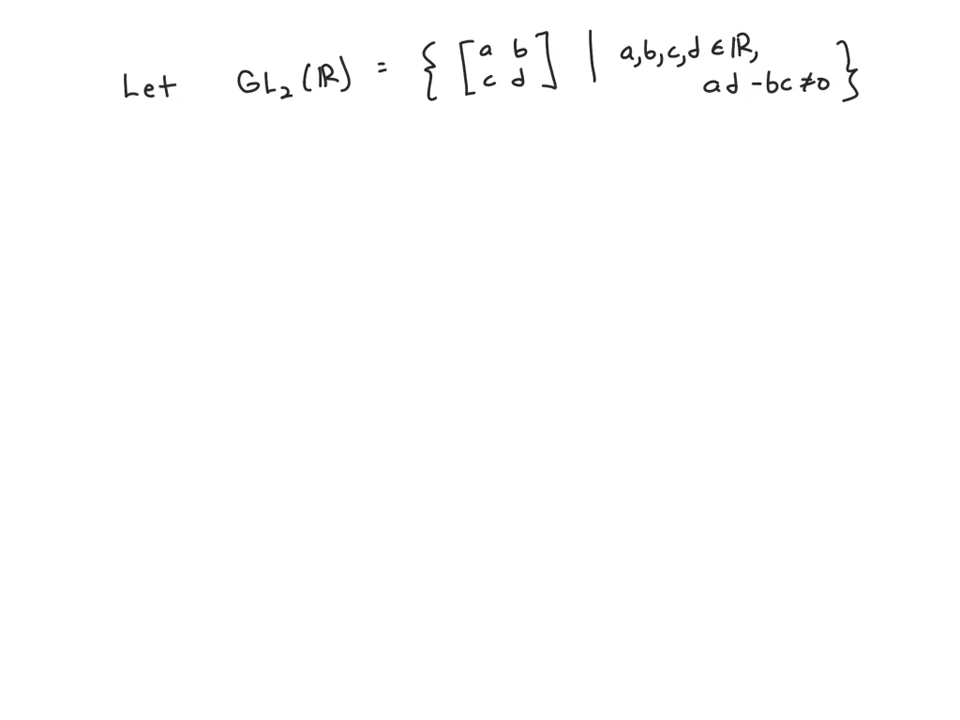 Let GL₂(ℝ) = { [a b; c d] | a,b,c,d ∈ ℝ, ad - bc ≠ 0 }